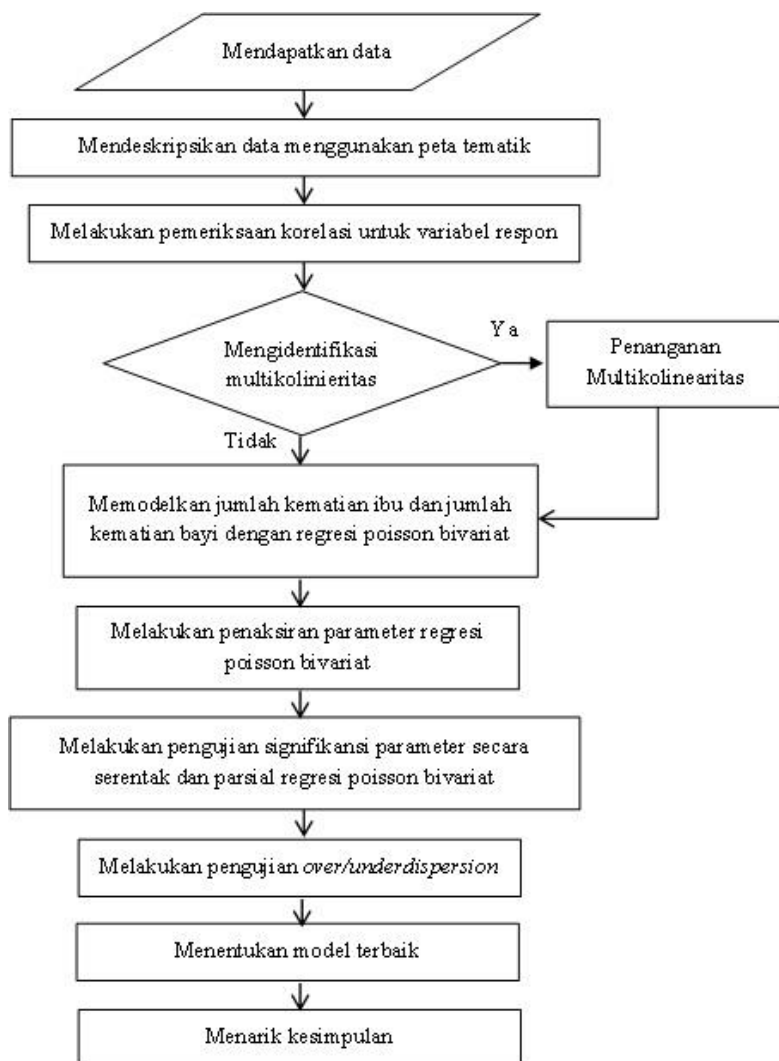 Mendapatkan data
Mendeskripsikan data menggunakan peta tematik
Melakukan pemeriksaan korelasi untuk variabel respon
Mengidentifikasi
multikolinieritas
Ya
Penanganan
Multikolinearitas
Tidak
Memodelkan jumlah kematian ibu dan jumlah
kematian bayi dengan regresi poisson bivariat
Melakukan penaksiran parameter regresi
poisson bivariat
Melakukan pengujian signifikansi parameter secara
serentak dan parsial regresi poisson bivariat
Melakukan pengujian over/underdispersion
Menentukan model terbaik
Menarik kesimpulan